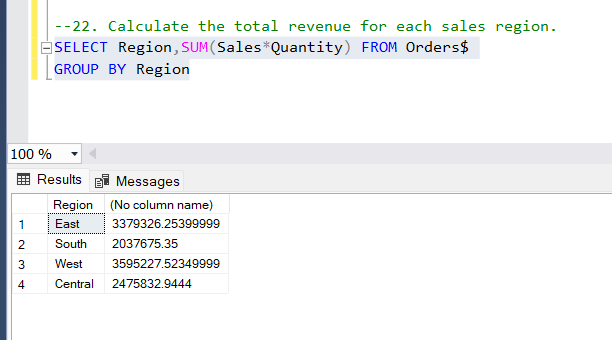 --22. Calculate the total revenue for each sales region.
SELECT Region,SUM(Sales*Quantity) FROM Orders$
GROUP BY Region
100 %
Results Messages
Region (No column name)
1 East 3379326.25399999
2 South 2037675.35
3 West 3595227.52349999
4 Central 2475832.9444